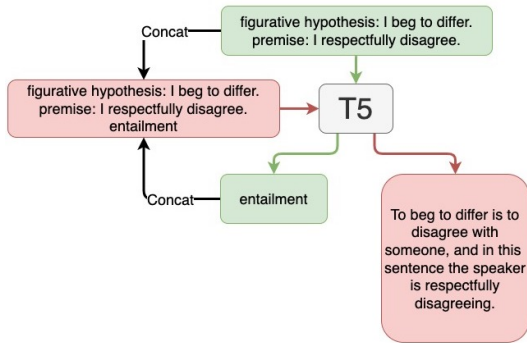 figurative hypothesis: I beg to differ.
premise: I respectfully disagree.
Concat
figurative hypothesis: I beg to differ.
premise: I respectfully disagree.
entailment
T5
Concat
entailment
To beg to differ is to
disagree with
someone, and in this
sentence the speaker
is respectfully
disagreeing.